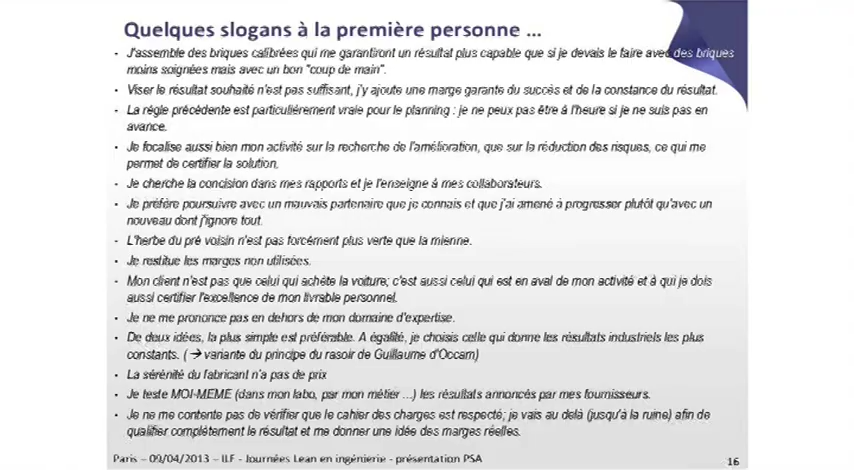 Quelques slogans à la première personne ...
- J'assemble des briques calibrées qui me garantiront un résultat plus capable que si je devais le faire avec des briques
moins soignées mais avec un bon "coup de main".
- Viser le résultat souhaité n'est pas suffisant, j'y ajoute une marge garante du succès et de la constance du résultat.
- La règle précédente est particulièrement vraie pour le planning : je ne peux pas être à l'heure si je ne suis pas en
avance.
- Je focalise aussi bien mon activité sur la recherche de l'amélioration, que sur la réduction des risques, ce qui me
permet de certifier la solution.
- Je cherche la concision dans mes rapports et je l'enseigne à mes collaborateurs.
- Je préfère poursuivre avec un mauvais partenaire que je connais et que j'ai amené à progresser plutôt qu'avec un
nouveau dont j'ignore tout.
- L'herbe du pré voisin n'est pas forcément plus verte que la mienne.
- Je restitue les marges non utilisées.
- Mon client n'est pas que celui qui achète la voiture; c'est aussi celui qui est en aval de mon activité et à qui je dois
aussi certifier l'excellence de mon livrable personnel.
- Je ne me prononce pas en dehors de mon domaine d'expertise.
- De deux idées, la plus simple est préférable. A égalité, je choisis celle qui donne les résultats industriels les plus
constants. (→ variante du principe du rasoir de Guillaume d'Occam)
- La sérénité du fabricant n'a pas de prix
- Je teste MOI-MEME (dans mon labo, par mon métier ...) les résultats annoncés par mes fournisseurs.
- Je ne me contente pas de vérifier que le cahier des charges est respecté; je vais au delà (jusqu'à la ruine) afin de
qualifier complètement le résultat et me donner une idée des marges réelles.
Paris – 09/04/2013 – ILF - Journées Lean en ingénierie - présentation PSA
16